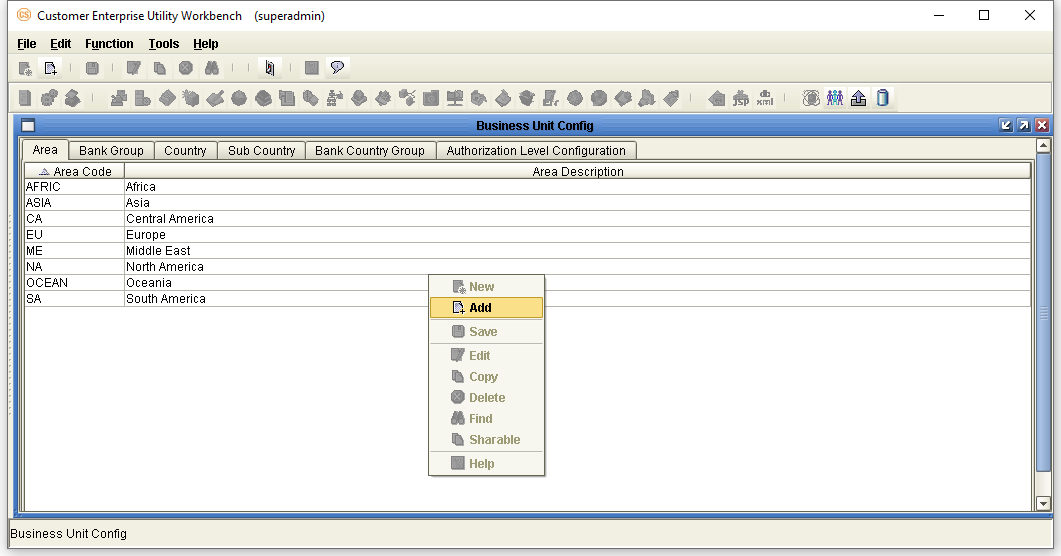 CS Customer Enterprise Utility Workbench (superadmin)
File Edit Function Tools Help
jsp xml
Business Unit Config
Area Bank Group Country Sub Country Bank Country Group Authorization Level Configuration
Area Code Area Description
AFRIC Africa
ASIA Asia
CA Central America
EU Europe
ME Middle East
NA North America
OCEAN Oceania
SA South America
New
Add
Save
Edit
Copy
Delete
Find
Sharable
Help
Business Unit Config